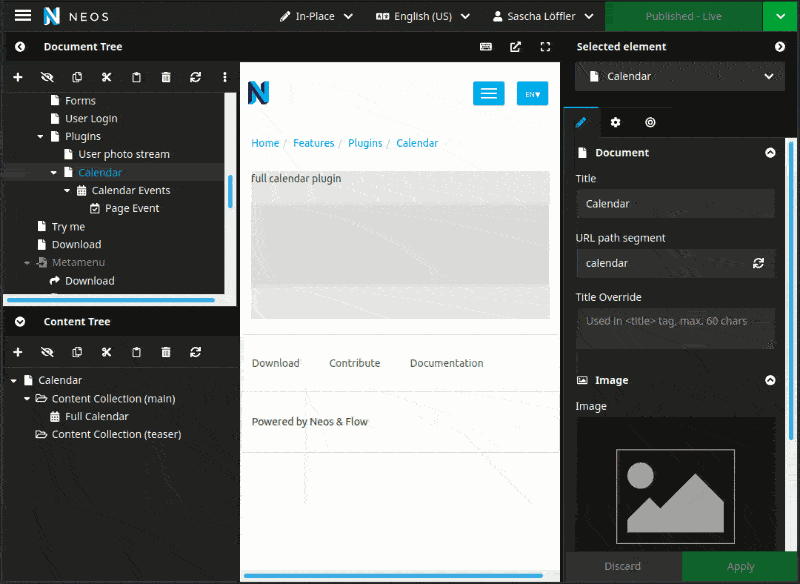 NEOS
In-Place
English (US)
Sascha Löffler
Published - Live
Document Tree
Forms
User Login
Plugins
User photo stream
Calendar
Calendar Events
Page Event
Try me
Download
Metamenu
Download
Content Tree
Calendar
Content Collection (main)
Full Calendar
Content Collection (teaser)
EN
Home / Features / Plugins / Calendar
full calendar plugin
Download Contribute Documentation
Powered by Neos & Flow
Selected element
Calendar
Document
Title
Calendar
URL path segment
calendar
Title Override
Used in <title> tag, max. 60 chars
Image
Image
Discard
Apply